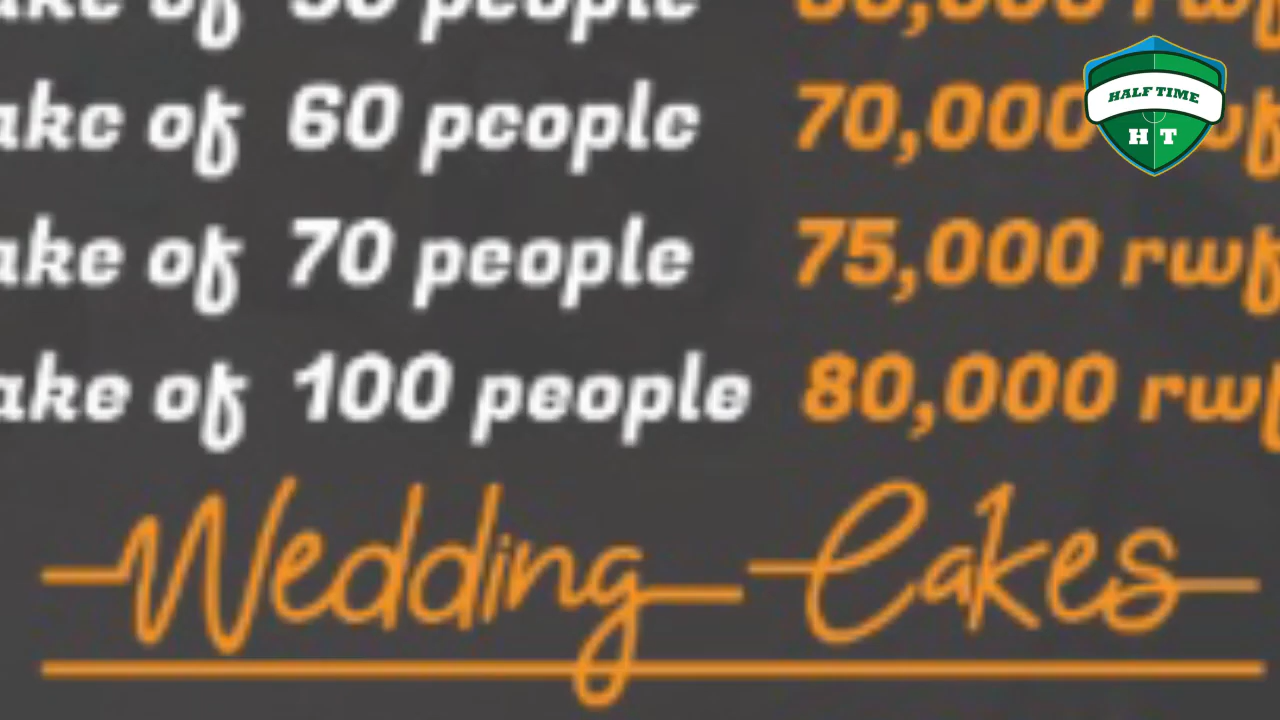 ake of 60 people 70,000
HALF TIME
H T
ake of 70 people 75,000 rwf
ake of 100 people 80,000 rwf
Wedding Cakes